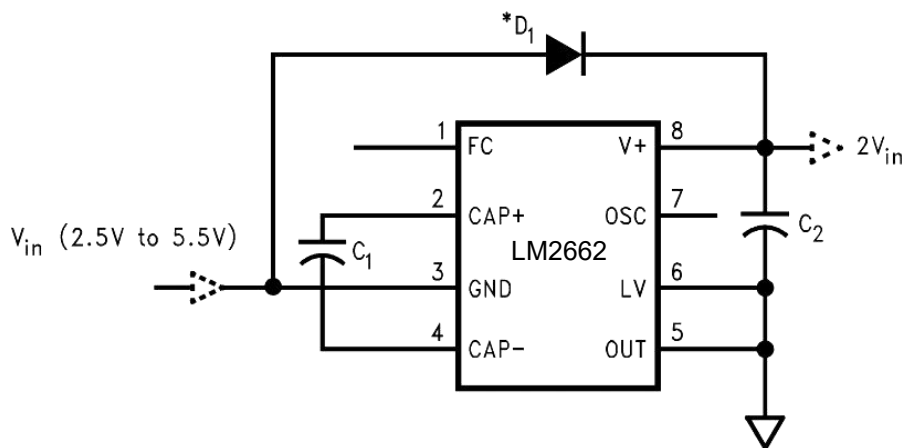 *D1
1 FC
V+ 8
2Vin
2 CAP+
OSC 7
Vin (2.5V to 5.5V)
C1
LM2662
C2
3 GND
LV 6
4 CAP-
OUT 5